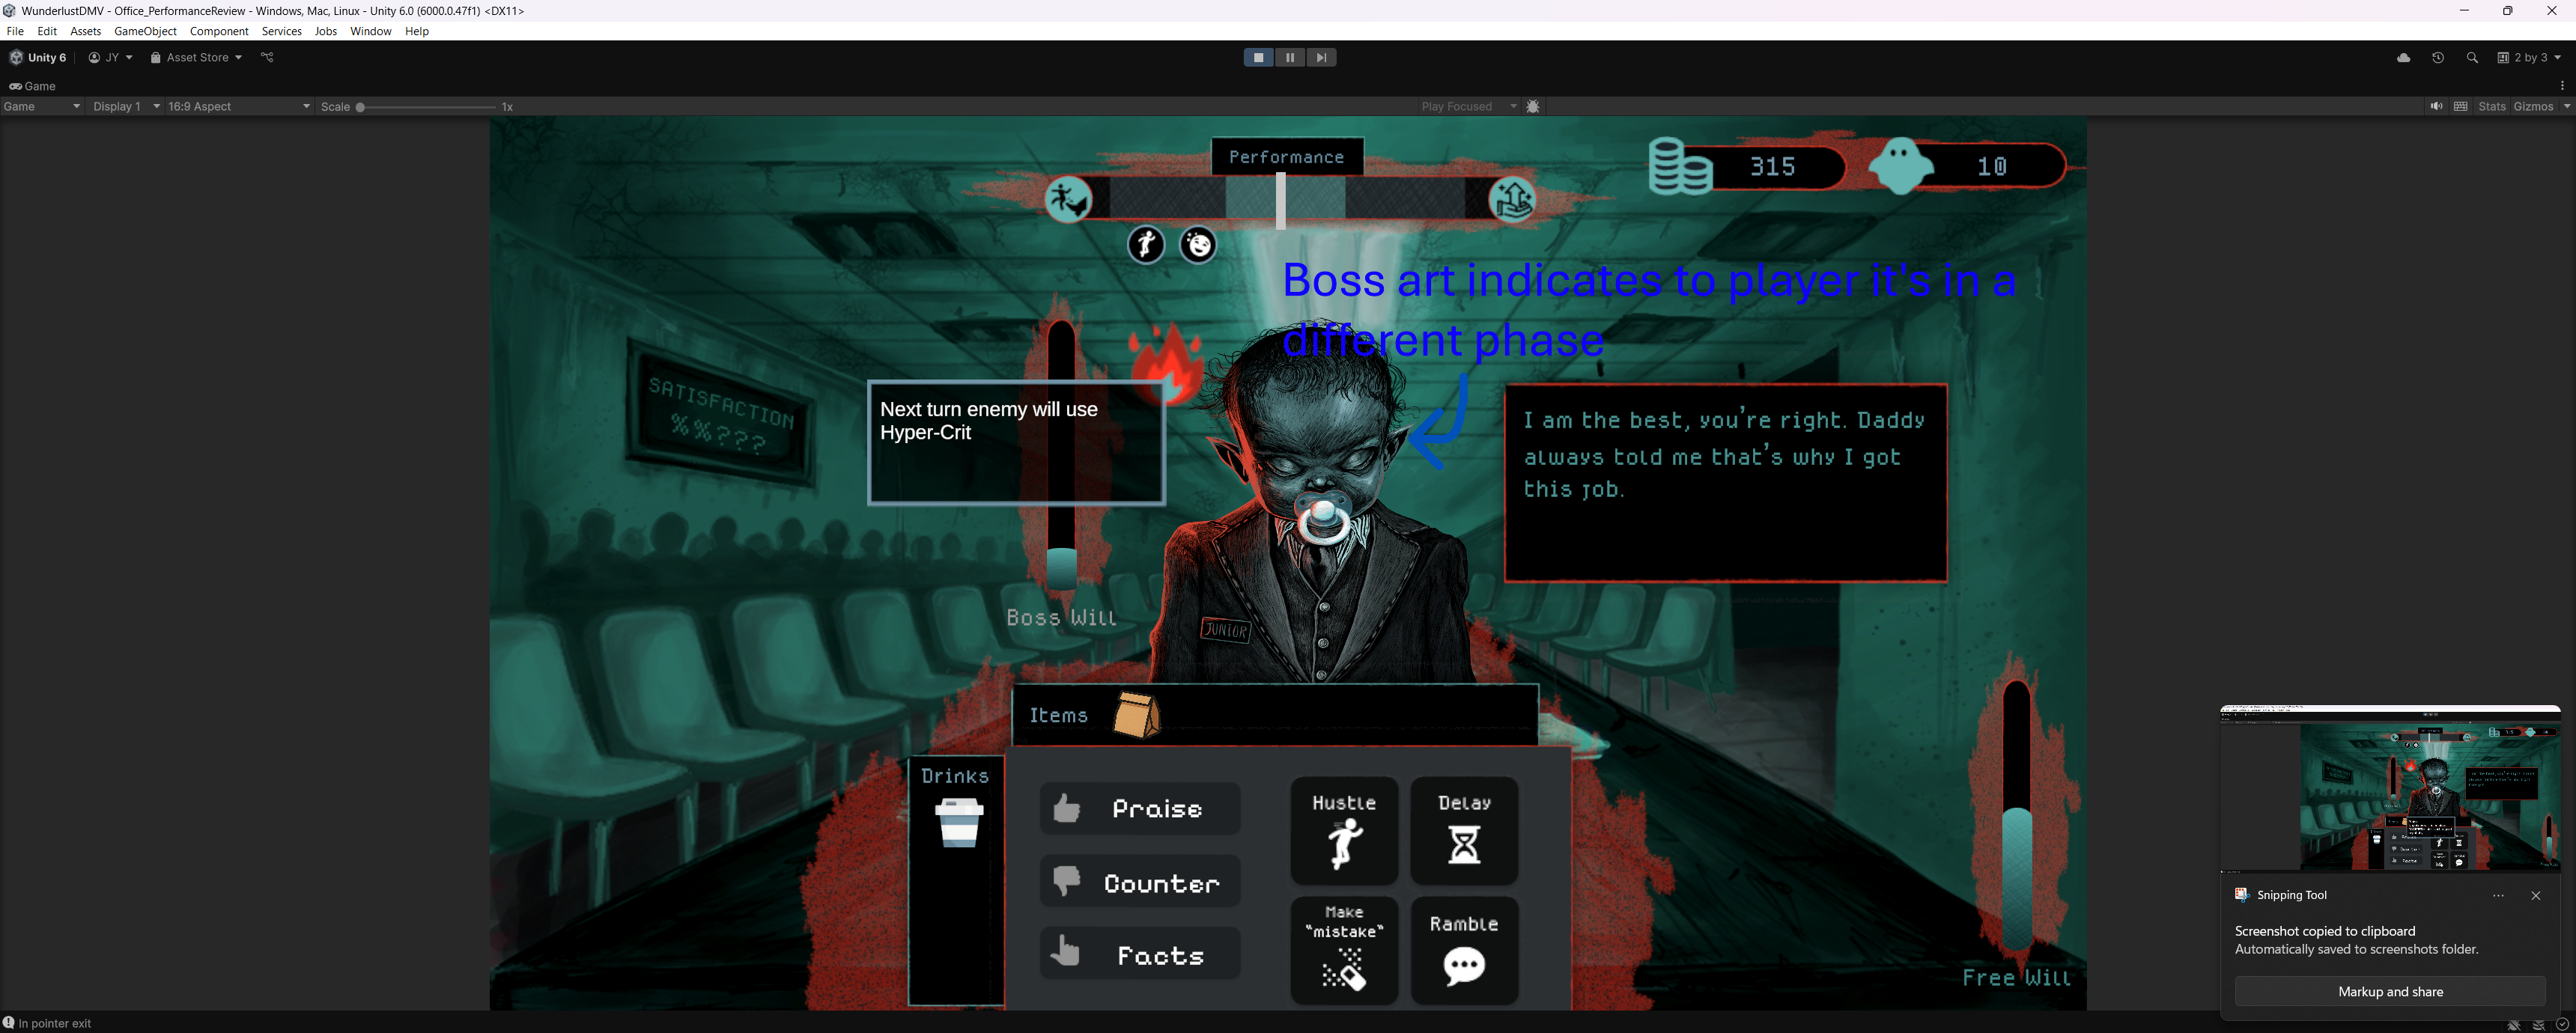 WunderlustDMV - Office_PerformanceReview - Windows, Mac, Linux - Unity 6.0 (6000.0.47f1) <DX11>
File Edit Assets GameObject Component Services Jobs Window Help
Unity 6 JY Asset Store 2 by 3
Game
Game Display 1 16:9 Aspect Scale 1x Play Focused Stats Gizmos
Performance
315 10
Boss art indicates to player it's in a
different phase
SATISFACTION
%%???
Next turn enemy will use
Hyper-Crit
I am the best, you're right. Daddy
always told me that's why I got
this job.
Boss Will
JUNIOR
Items
Drinks
Praise
Counter
Facts
Hustle
Delay
Make
"mistake"
Ramble
Free Will
Snipping Tool
Screenshot copied to clipboard
Automatically saved to screenshots folder.
Markup and share
In pointer exit